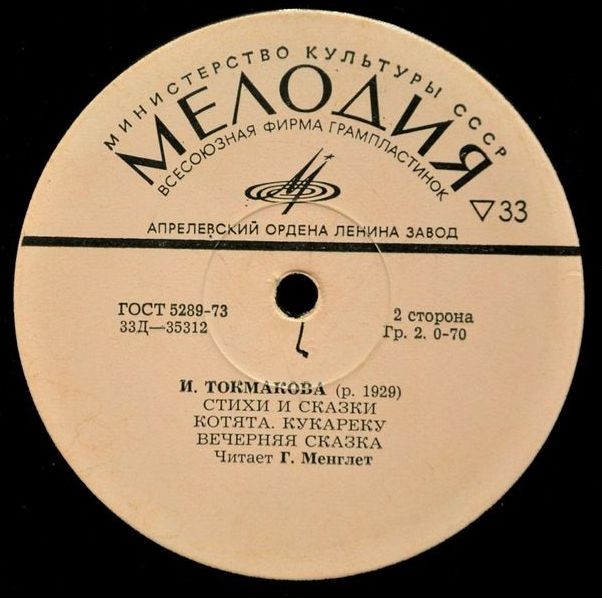 МИНИСТЕРСТВО КУЛЬТУРЫ СССР
МЕЛОДИЯ
ВСЕСОЮЗНАЯ ФИРМА ГРАМПЛАСТИНОК
▽33
АПРЕЛЕВСКИЙ ОРДЕНА ЛЕНИНА ЗАВОД
ГОСТ 5289-73
33Д—35312
2 сторона
Гр. 2. 0-70
И. ТОКМАКОВА (р. 1929)
СТИХИ И СКАЗКИ
КОТЯТА. КУКАРЕКУ
ВЕЧЕРНЯЯ СКАЗКА
Читает Г. Менглет